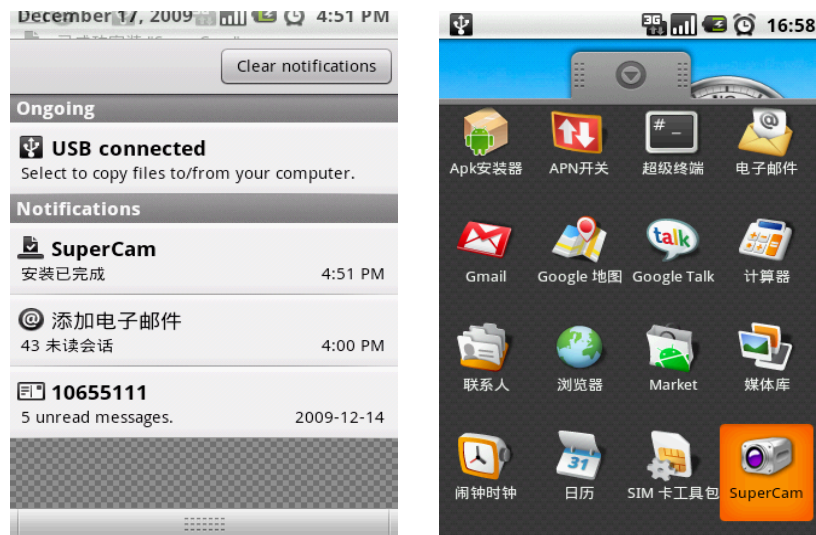 December 17, 2009
4:51 PM
Clear notifications
Ongoing
USB connected
Select to copy files to/from your computer.
Notifications
SuperCam
安装已完成
4:51 PM
添加电子邮件
43 未读会话
4:00 PM
10655111
5 unread messages.
2009-12-14
3G
16:58
Apk安装器
APN开关
# _
超级终端
@
电子邮件
Gmail
Google 地图
talk
Google Talk
计算器
联系人
浏览器
Market
媒体库
闹钟时钟
31
日历
SIM 卡工具包
SuperCam